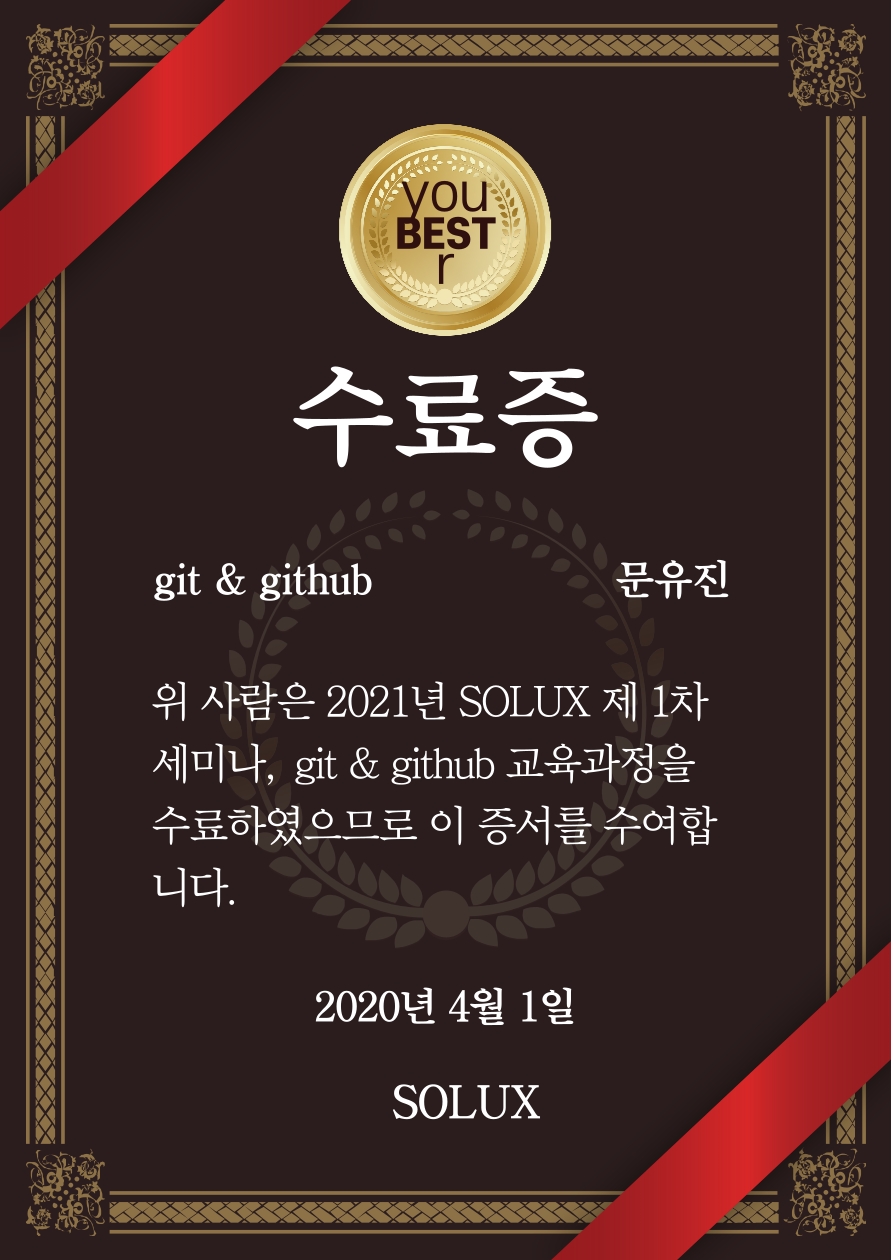 you
BEST
r
수료증
git & github 문유진
위 사람은 2021년 SOLUX 제 1차
세미나, git & github 교육과정을
수료하였으므로 이 증서를 수여합
니다.
2020년 4월 1일
SOLUX